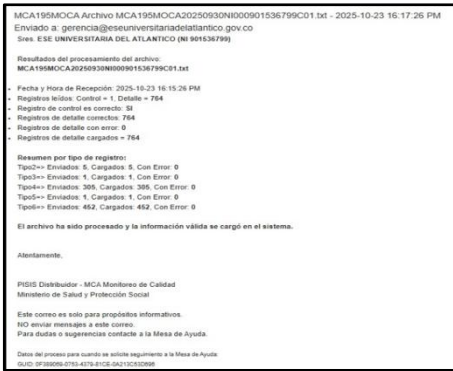 MCA195MOCA Archivo MCA195MOCA20250930NI000901536799C01.txt - 2025-10-23 16:17:26 PM
Enviado a: gerencia@eseuniversitariadelatlantico.gov.co
Sres. ESE UNIVERSITARIA DEL ATLANTICO (NI 901536799)
Resultados del procesamiento del archivo:
MCA195MOCA20250930NI000901536799C01.txt
Fecha y Hora de Recepción: 2025-10-23 16:15:26 PM
Registros leídos: Control = 1, Detalle = 764
Registro de control es correcto: SI
Registros de detalle correctos: 764
Registros de detalle con error: 0
Registros de detalle cargados = 764
Resumen por tipo de registro:
Tipo2=> Enviados: 5, Cargados: 5, Con Error: 0
Tipo3=> Enviados: 1, Cargados: 1, Con Error: 0
Tipo4=> Enviados: 305, Cargados: 305, Con Error: 0
Tipo5=> Enviados: 1, Cargados: 1, Con Error: 0
Tipo6=> Enviados: 452, Cargados: 452, Con Error: 0
El archivo ha sido procesado y la información válida se cargó en el sistema.
Atentamente,
PISIS Distribuidor - MCA Monitoreo de Calidad
Ministerio de Salud y Protección Social
Este correo es solo para propósitos informativos.
NO enviar mensajes a este correo.
Para dudas o sugerencias contacte a la Mesa de Ayuda.
Datos del proceso para cuando se solicite seguimiento a la Mesa de Ayuda:
GUID: